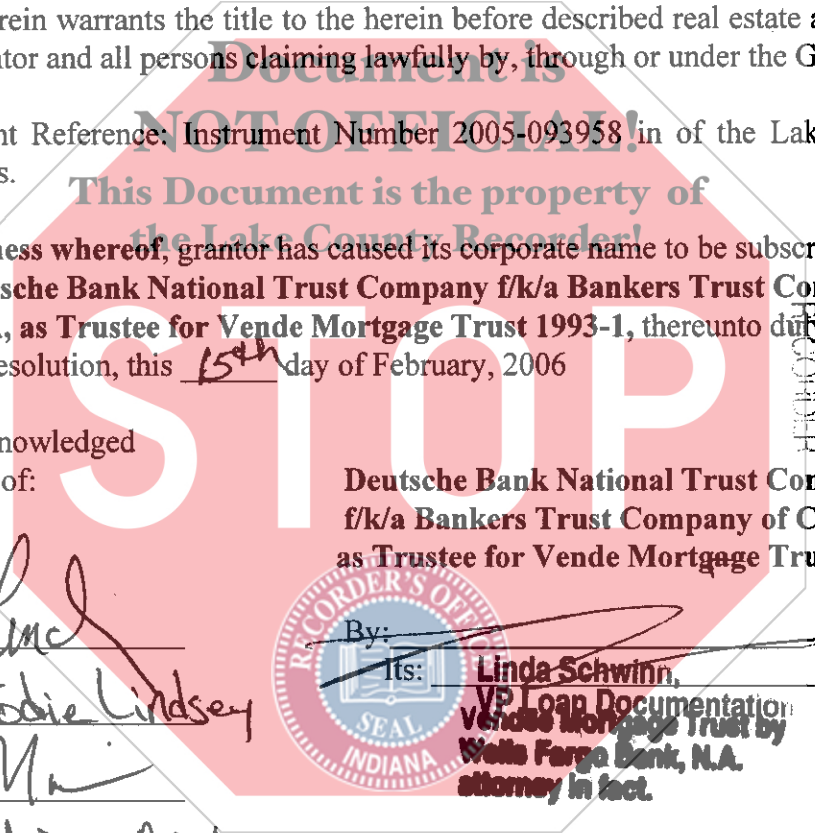 rein warrants the title to the herein before described real estate a
ntor and all persons claiming lawfully by, through or under the G
Document is
nt Reference: Instrument Number 2005-093958 in of the Lak
NOT OFFICIAL!
s.
This Document is the property of
the Lake County Recorder!
ness whereof, grantor has caused its corporate name to be subscr
sche Bank National Trust Company f/k/a Bankers Trust Co
., as Trustee for Vende Mortgage Trust 1993-1, thereunto du
esolution, this 15th day of February, 2006
STOP
nowledged
of:
Deutsche Bank National Trust Co
f/k/a Bankers Trust Company of C
as Trustee for Vende Mortgage Tru
RECORDER'S OFFICE
SEAL
INDIANA
By:
Its: Linda Schwinn,
VP Loan Documentation
Vendee Mortgage Trust by
Wells Fargo Bank, N.A.
attorney in fact.
Lindsey